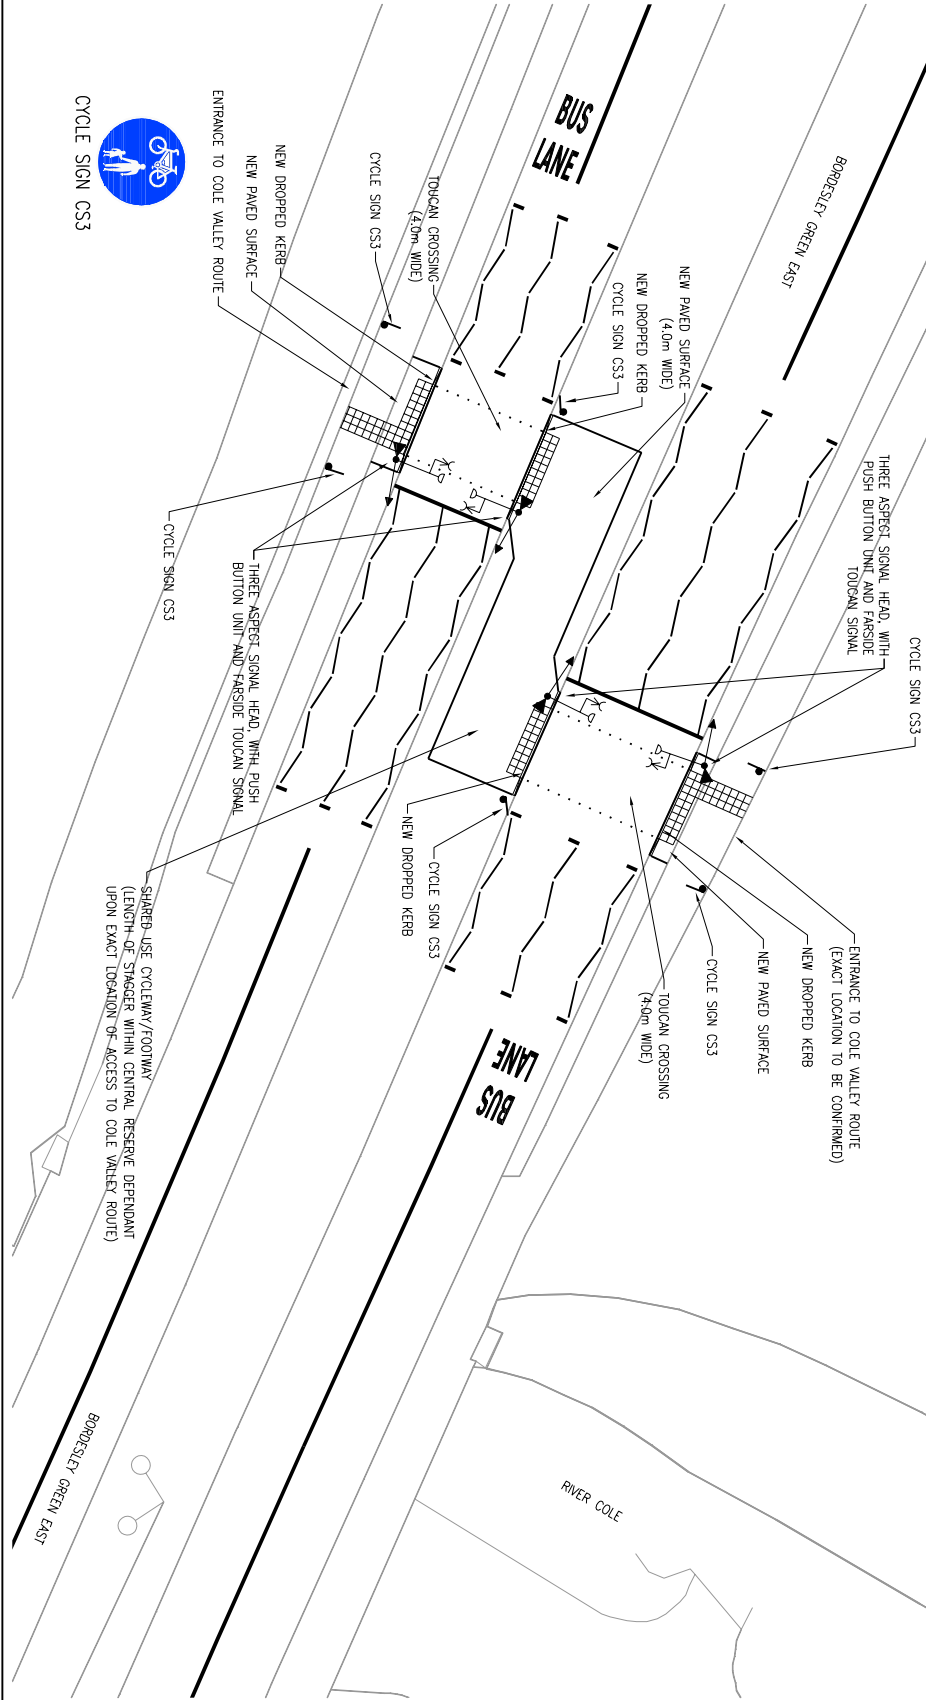 BORDESLEY GREEN EAST
BUS
LANE
CYCLE SIGN CS3
ENTRANCE TO COLE VALLEY ROUTE
NEW PAVED SURFACE
NEW DROPPED KERB
CYCLE SIGN CS3
TOUCAN CROSSING
(4.0m WIDE)
CYCLE SIGN CS3
NEW DROPPED KERB
NEW PAVED SURFACE
(4.0m WIDE)
THREE ASPECT SIGNAL HEAD, WITH
PUSH BUTTON UNIT AND FARSIDE
TOUCAN SIGNAL
CYCLE SIGN CS3
CYCLE SIGN CS3
THREE ASPECT SIGNAL HEAD, WITH PUSH
BUTTON UNIT AND FARSIDE TOUCAN SIGNAL
NEW DROPPED KERB
CYCLE SIGN CS3
SHARED USE CYCLEWAY/FOOTWAY
(LENGTH OF STAGGER WITHIN CENTRAL RESERVE DEPENDANT
UPON EXACT LOCATION OF ACCESS TO COLE VALLEY ROUTE)
ENTRANCE TO COLE VALLEY ROUTE
(EXACT LOCATION TO BE CONFIRMED)
NEW DROPPED KERB
NEW PAVED SURFACE
CYCLE SIGN CS3
TOUCAN CROSSING
(4.0m WIDE)
BUS
LANE
RIVER COLE
BORDESLEY GREEN EAST